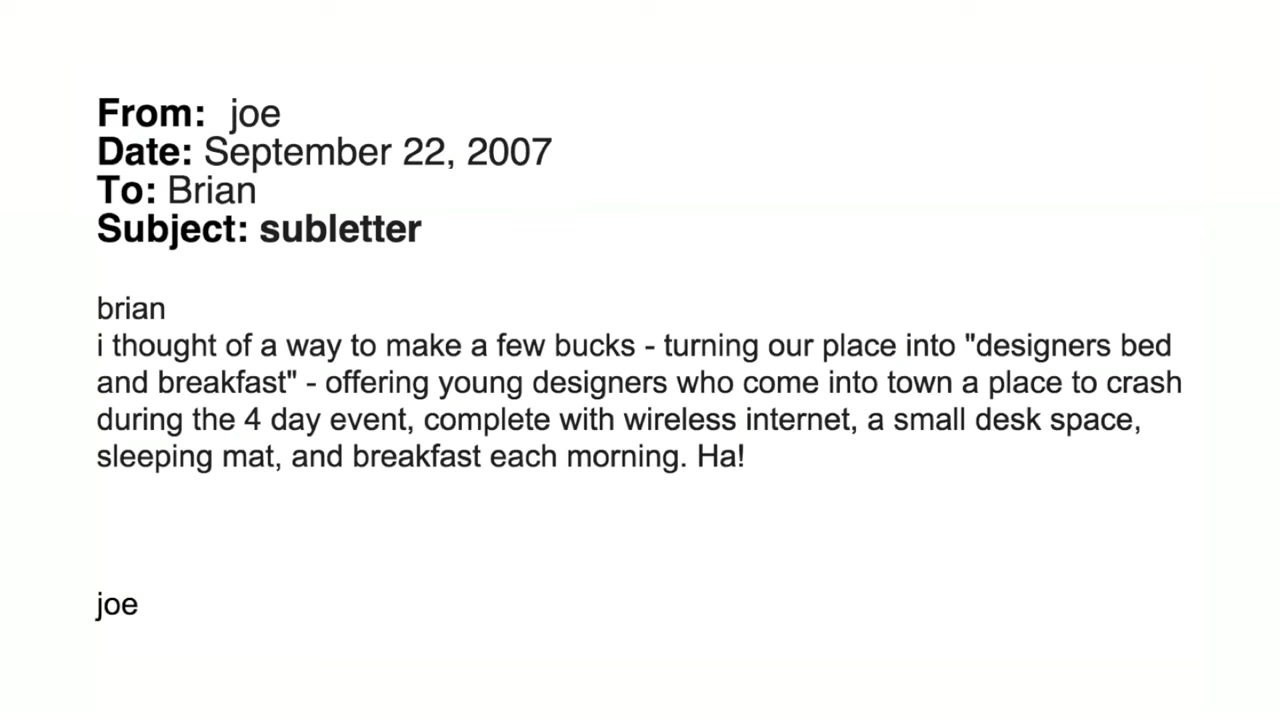 From: joe
Date: September 22, 2007
To: Brian
Subject: subletter
brian
i thought of a way to make a few bucks - turning our place into "designers bed
and breakfast" - offering young designers who come into town a place to crash
during the 4 day event, complete with wireless internet, a small desk space,
sleeping mat, and breakfast each morning. Ha!
joe